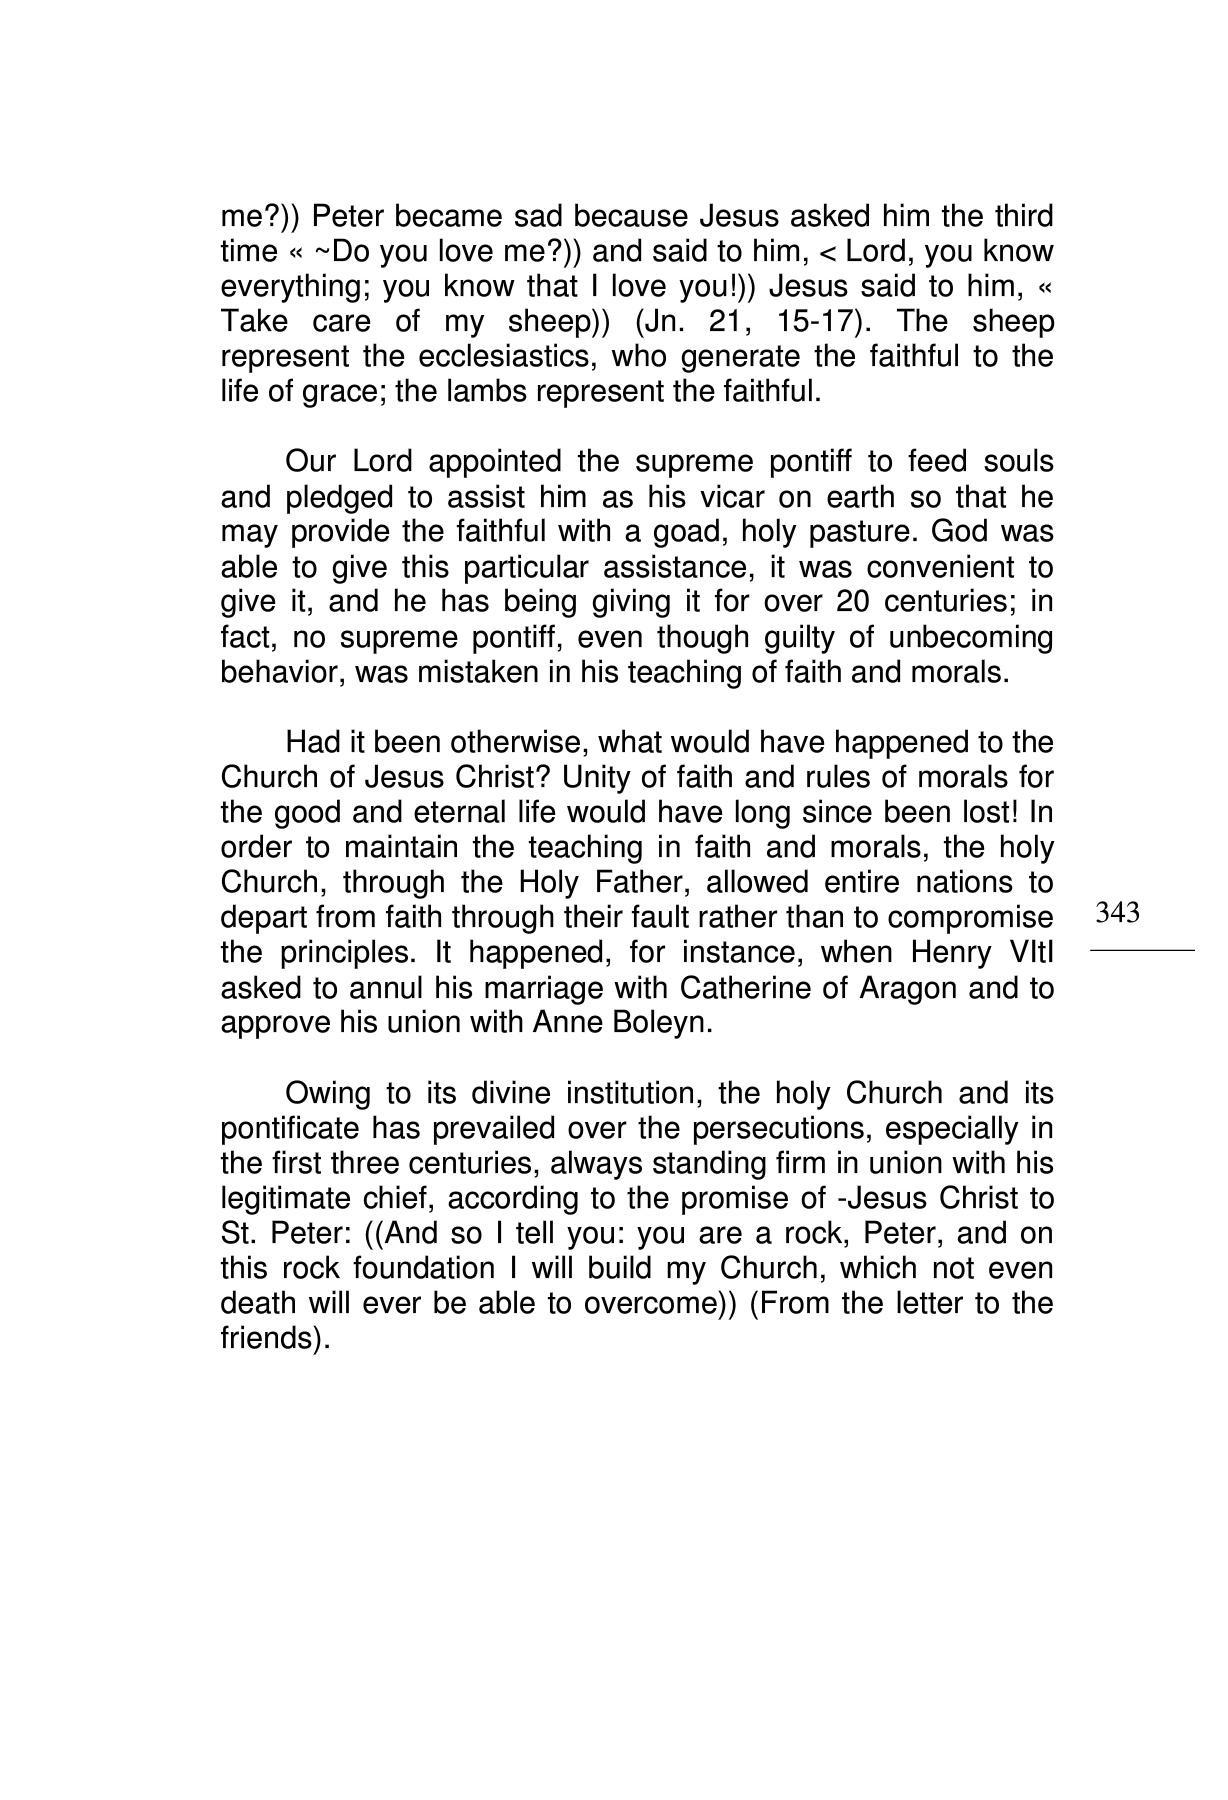 me?)) Peter became sad because Jesus asked him the third
time « ~Do you love me?)) and said to him, < Lord, you know
everything; you know that I love you!)) Jesus said to him, «
Take care of my sheep)) (Jn. 21, 15-17). The sheep
represent the ecclesiastics, who generate the faithful to the
life of grace; the lambs represent the faithful.
Our Lord appointed the supreme pontiff to feed souls
and pledged to assist him as his vicar on earth so that he
may provide the faithful with a goad, holy pasture. God was
able to give this particular assistance, it was convenient to
give it, and he has being giving it for over 20 centuries; in
fact, no supreme pontiff, even though guilty of unbecoming
behavior, was mistaken in his teaching of faith and morals.
Had it been otherwise, what would have happened to the
Church of Jesus Christ? Unity of faith and rules of morals for
the good and eternal life would have long since been lost! In
order to maintain the teaching in faith and morals, the holy
Church, through the Holy Father, allowed entire nations to
depart from faith through their fault rather than to compromise
the principles. It happened, for instance, when Henry VItI
asked to annul his marriage with Catherine of Aragon and to
approve his union with Anne Boleyn.
Owing to its divine institution, the holy Church and its
pontificate has prevailed over the persecutions, especially in
the first three centuries, always standing firm in union with his
legitimate chief, according to the promise of -Jesus Christ to
St. Peter: ((And so I tell you: you are a rock, Peter, and on
this rock foundation I will build my Church, which not even
death will ever be able to overcome)) (From the letter to the
friends).
343